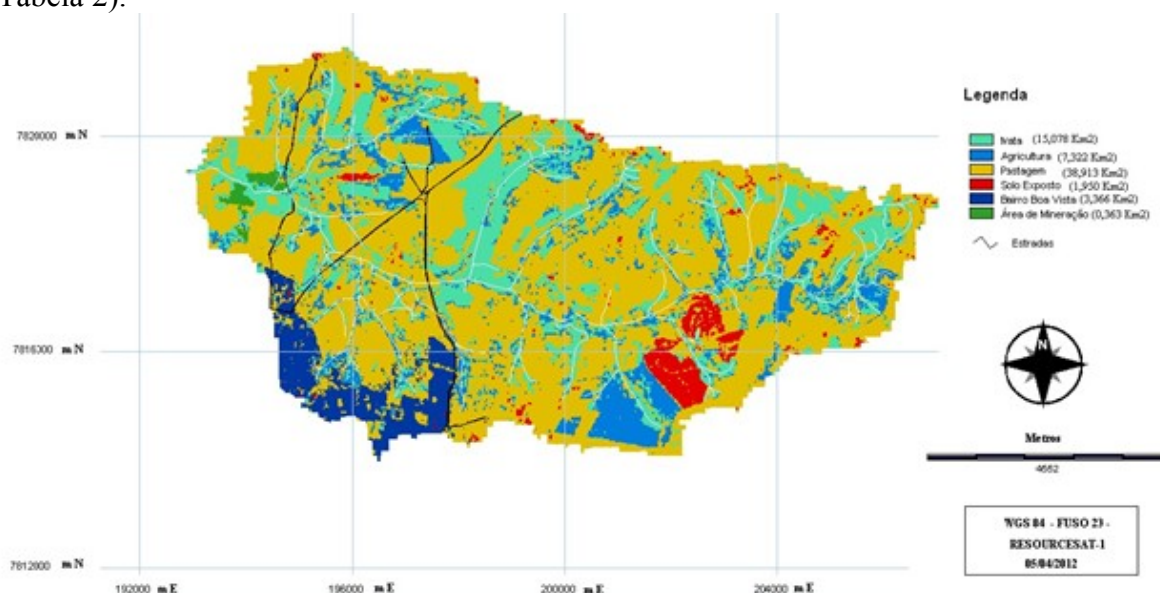 Tabela 2).
Legenda
Mata (15,078 Km2)
Agricultura (7,322 Km2)
Pastagem (38,913 Km2)
Solo Exposto (1,950 Km2)
Bairro Boa Vista (3,366 Km2)
Área de Mineração (0,363 Km2)
Estradas
7820000 m N
7816000 m N
7812000 m N
192000 m E
196000 m E
200000 m E
204000 m E
N
Metros
4662
WGS 84 - FUSO 23 -
RESOURCESAT-1
05/04/2012